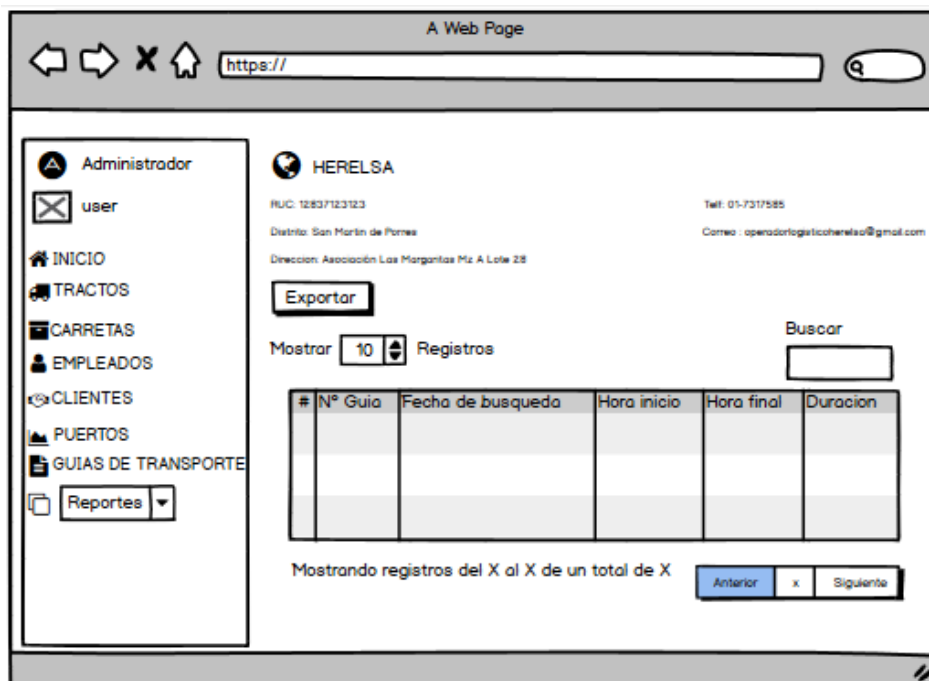 A Web Page
https://
Administrador
user
INICIO
TRACTOS
CARRETAS
EMPLEADOS
CLIENTES
PUERTOS
GUIAS DE TRANSPORTE
Reportes
HERELSA
RUC: 12837123123
Telf: 01-7317585
Distrito: San Martin de Porres
Correo : operadorlogisticoherelsa@gmail.com
Direccion: Asociación Las Margaritas Mz A Lote 28
Exportar
Mostrar 10 Registros
Buscar
# N° Guia Fecha de busqueda Hora inicio Hora final Duracion
Mostrando registros del X al X de un total de X
Anterior x Siguiente